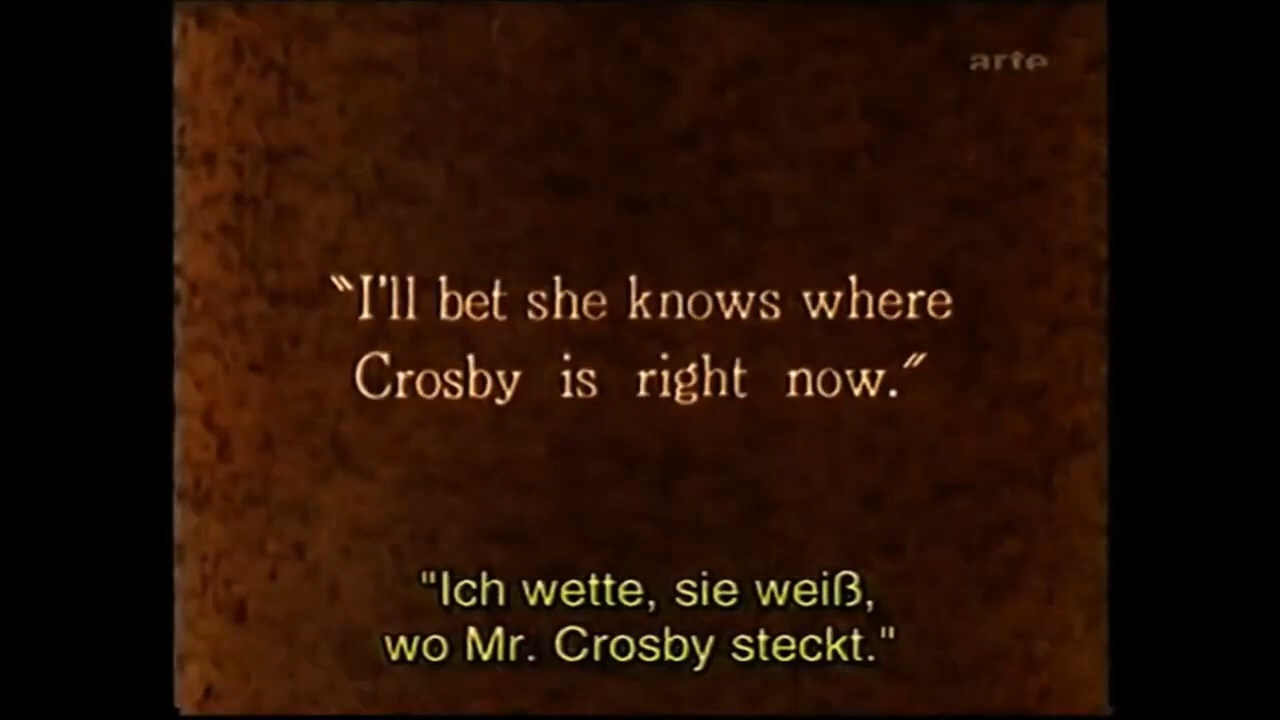 arte
“I'll bet she knows where
Crosby is right now.”
"Ich wette, sie weiß,
wo Mr. Crosby steckt."